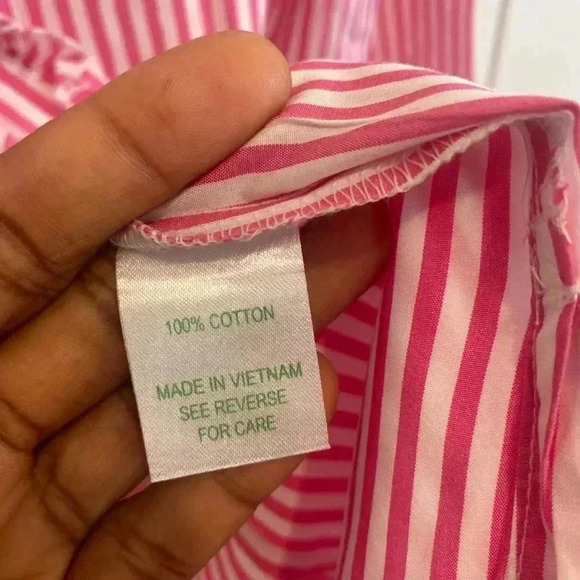 100% COTTON
MADE IN VIETNAM
SEE REVERSE
FOR CARE